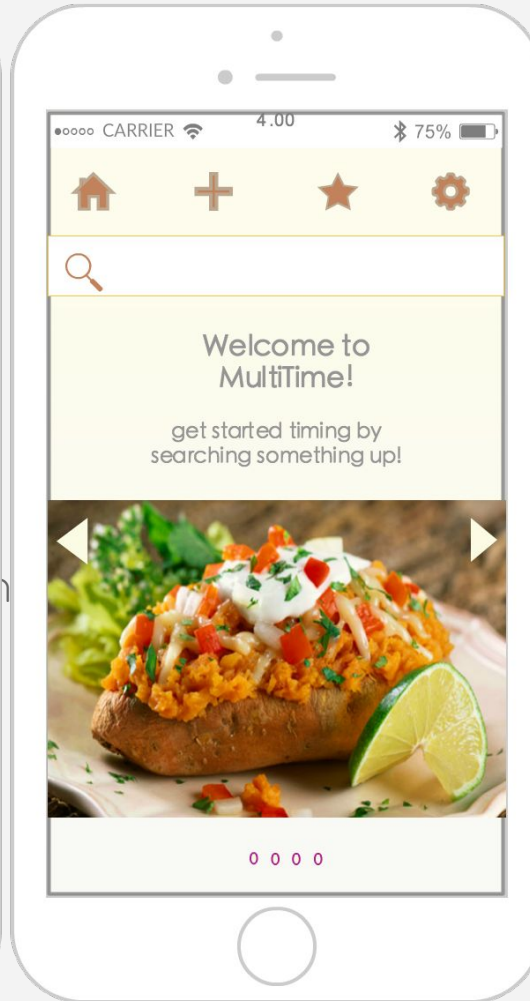 CARRIER 4.00 75%
Welcome to
MultiTime!
get started timing by
searching something up!
n
0 0 0 0